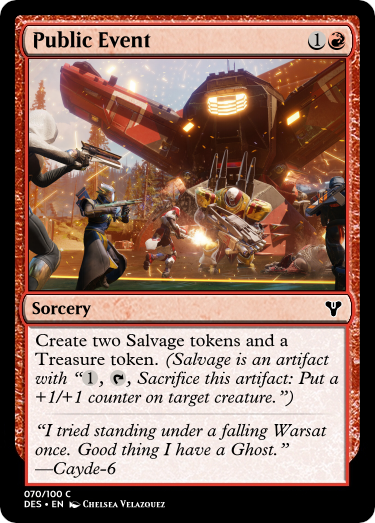 Public Event 1
Sorcery
Create two Salvage tokens and a
Treasure token. (Salvage is an artifact
with “1, , Sacrifice this artifact: Put a
+1/+1 counter on target creature.”)
“I tried standing under a falling Warsat
once. Good thing I have a Ghost.”
—Cayde-6
070/100 C
DES • EN Chelsea Velazouez